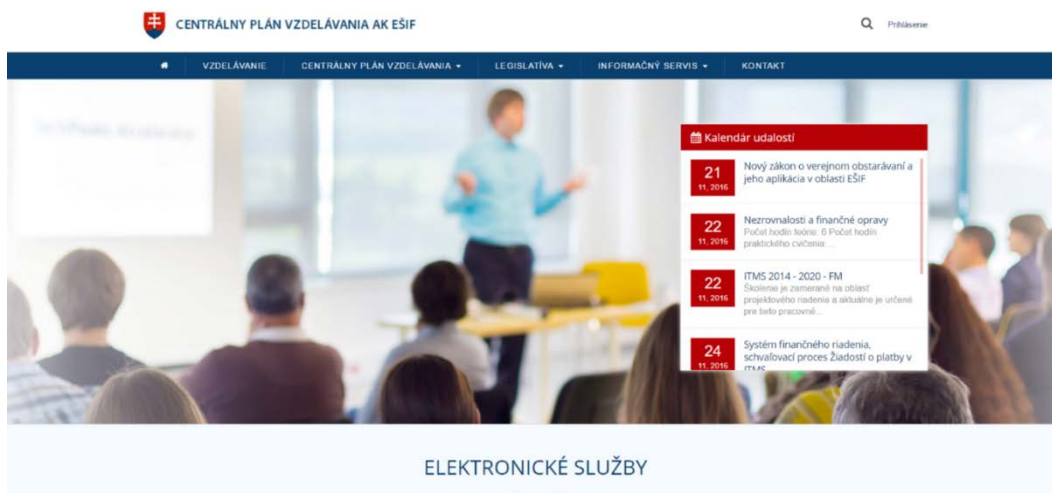 CENTRÁLNY PLÁN VZDELÁVANIA AK EŠIF
Prihlásenie
VZDELÁVANIE
CENTRÁLNY PLÁN VZDELÁVANIA
LEGISLATÍVA
INFORMAČNÝ SERVIS
KONTAKT
Kalendár udalostí
21
11, 2016
Nový zákon o verejnom obstarávaní a
jeho aplikácia v oblasti EŠIF
22
11, 2016
Nezrovnalosti a finančné opravy
Počet hodín teórie: 6 Počet hodín
praktického cvičenia:...
22
11, 2016
ITMS 2014 - 2020 - FM
Školenie je zamerané na oblasť
projektového riadenia a aktuálne je určené
pre tieto pracovné...
24
11, 2016
Systém finančného riadenia,
schvaľovací proces Žiadostí o platby v
ITMS
ELEKTRONICKÉ SLUŽBY